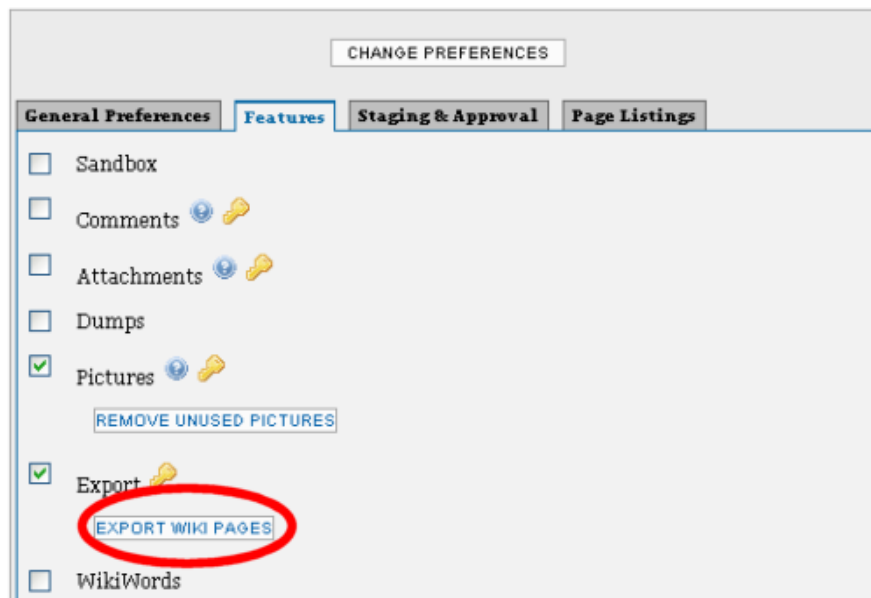 CHANGE PREFERENCES
General Preferences Features Staging & Approval Page Listings
Sandbox
Comments
Attachments
Dumps
Pictures
REMOVE UNUSED PICTURES
Export
EXPORT WIKI PAGES
WikiWords